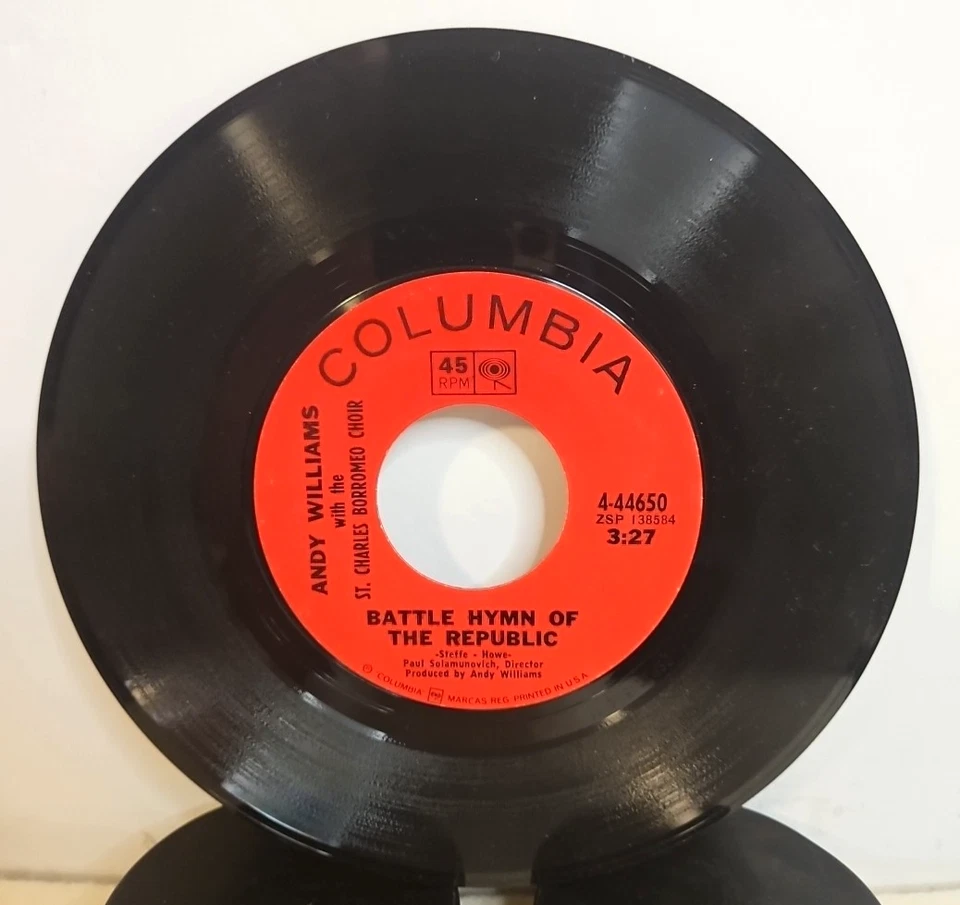 COLUMBIA
45
RPM
ANDY WILLIAMS
with the
ST. CHARLES BORROMEO CHOIR
4-44650
ZSP 138584
3:27
BATTLE HYMN OF
THE REPUBLIC
-Steffe - Howe-
Paul Salamunovich, Director
Produced by Andy Williams
℗ COLUMBIA MARCAS REG. PRINTED IN U.S.A.